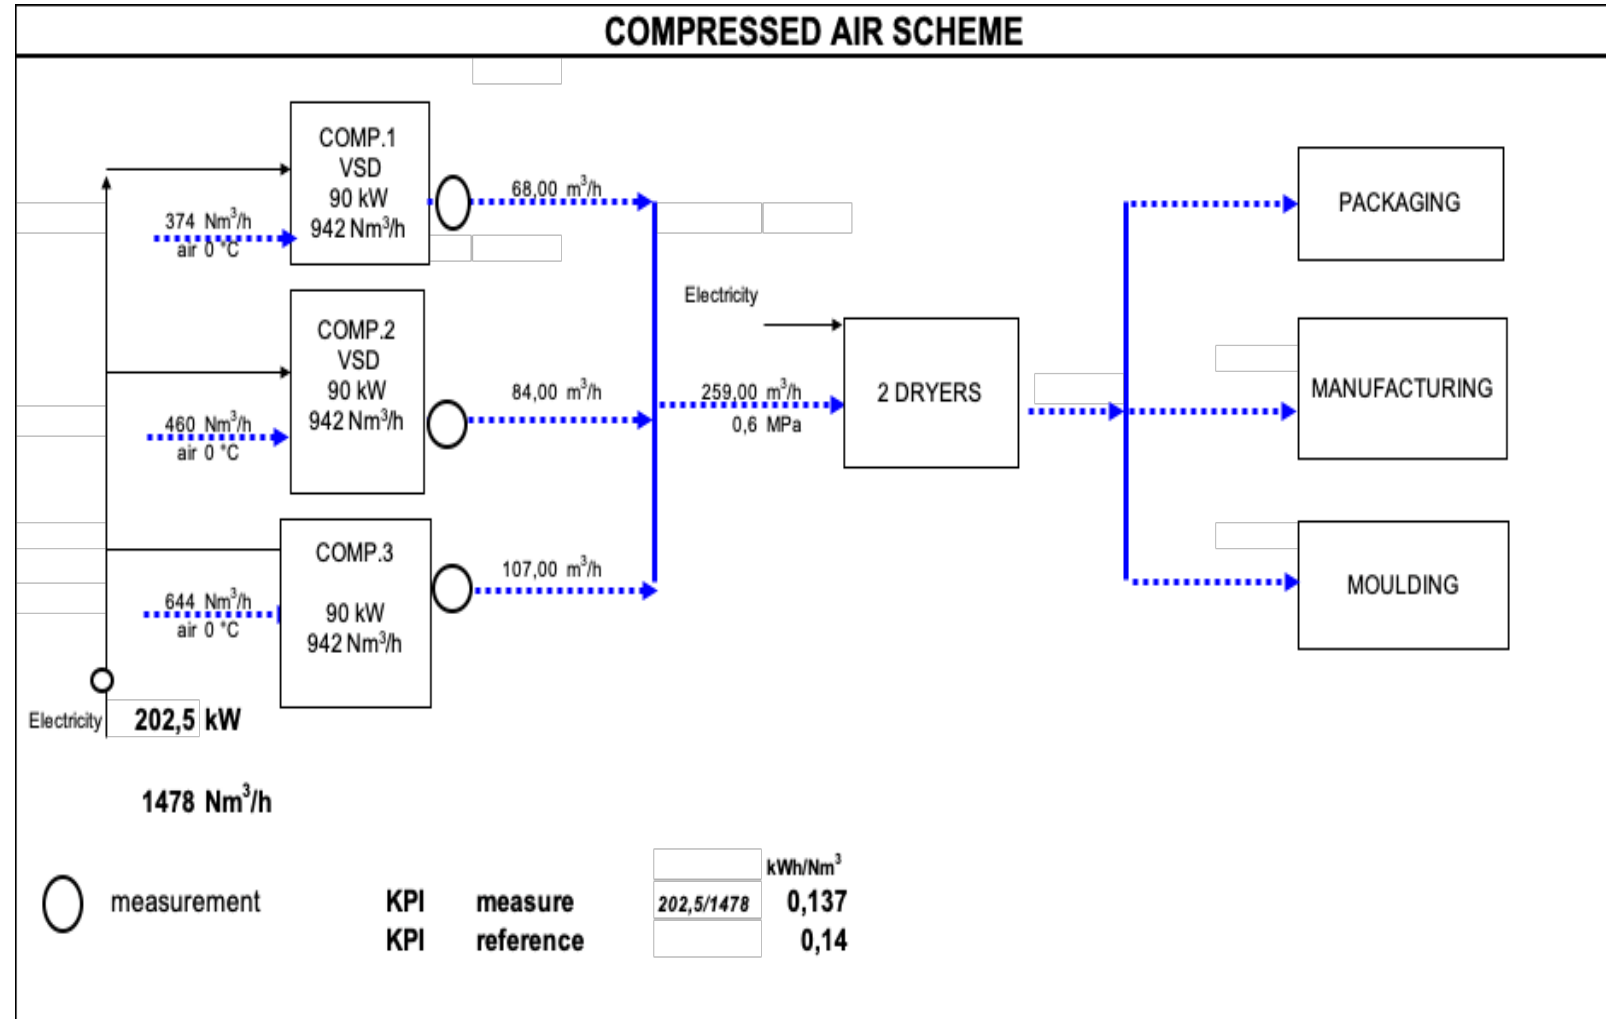 COMPRESSED AIR SCHEME
COMP.1
VSD
90 kW
942 Nm³/h
374 Nm³/h
air 0 °C
68,00 m³/h
PACKAGING
Electricity
COMP.2
VSD
90 kW
942 Nm³/h
460 Nm³/h
air 0 °C
84,00 m³/h
259,00 m³/h
0,6 MPa
2 DRYERS
MANUFACTURING
COMP.3
90 kW
942 Nm³/h
644 Nm³/h
air 0 °C
107,00 m³/h
MOULDING
Electricity 202,5 kW
1478 Nm³/h
kWh/Nm³
measurement
KPI measure 202,5/1478 0,137
KPI reference 0,14